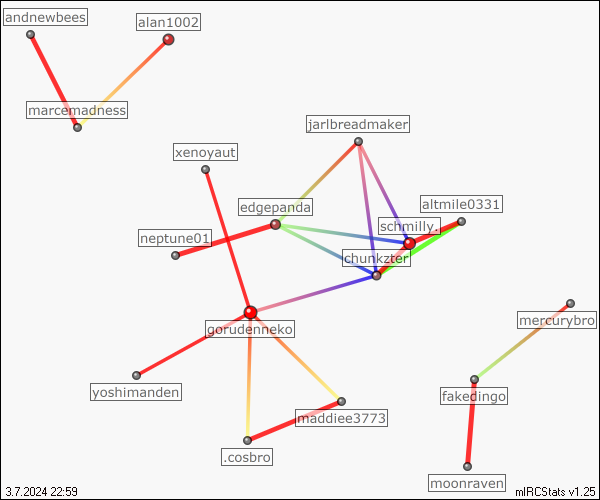 andnewbees
alan1002
marcemadness
jarlbreadmaker
xenoyaut
altmile0331
edgepanda
schmilly.
neptune01
chunkzter
mercurybro
gorudenneko
yoshimanden
fakedingo
maddiee3773
.cosbro
moonraven
3.7.2024 22:59
mIRCStats v1.25